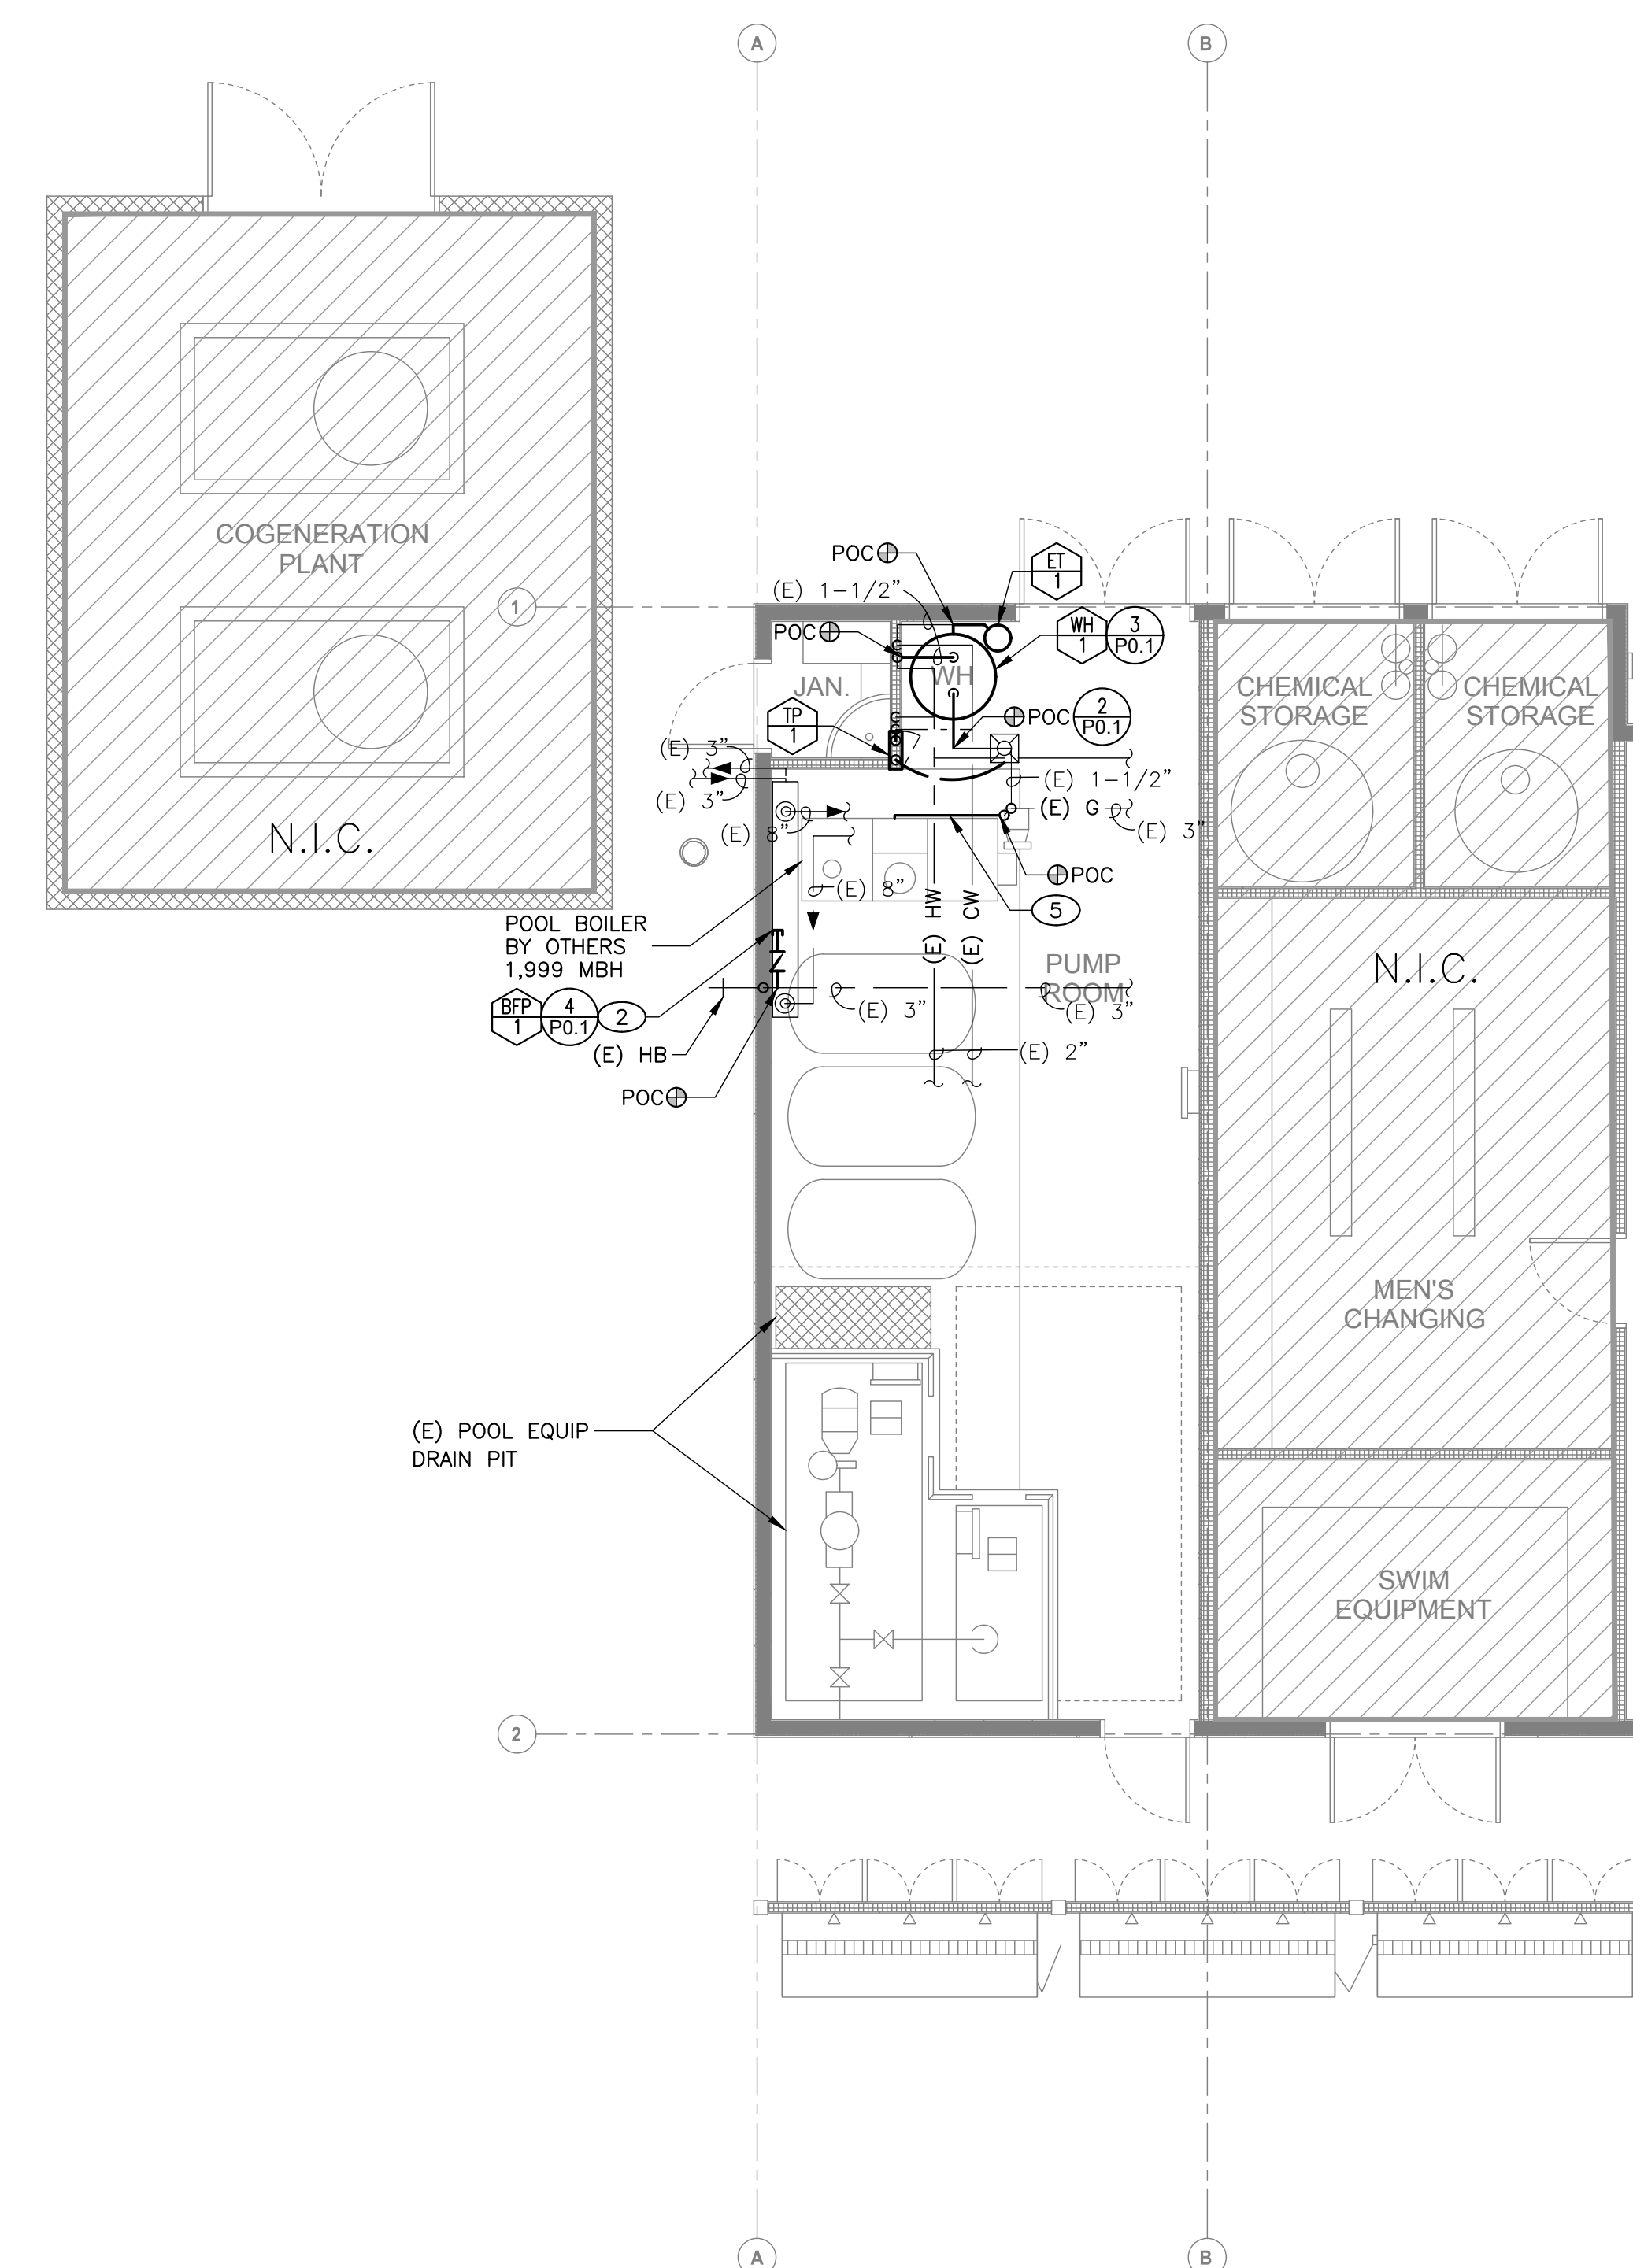 A
B
COGENERATION
PLANT
N.I.C.
1
POC
ET
1
(E) 1-1/2"
POC
WH
1
3
P0.1
WH
JAN.
TP
1
POC
2
P0.1
CHEMICAL
STORAGE
CHEMICAL
STORAGE
(E) 3"
(E) 3"
(E) 1-1/2"
(E) G
(E) 3"
(E) 8"
(E) 8"
POC
5
POOL BOILER
BY OTHERS
1,999 MBH
(E) HW
(E) CW
PUMP
ROOM
N.I.C.
BFP
1
4
P0.1
2
(E) 3"
(E) 3"
(E) HB
(E) 2"
POC
MEN'S
CHANGING
(E) POOL EQUIP
DRAIN PIT
SWIM
EQUIPMENT
2
A
B